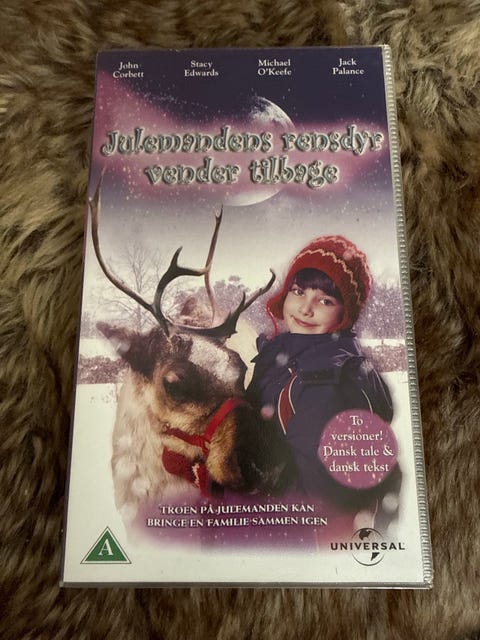 John Corbett
Stacy Edwards
Michael O'Keefe
Jack Palance
Julemandens rensdyr
vender tilbage
To
versioner!
Dansk tale &
dansk tekst
TROEN PÅ JULEMANDEN KAN
BRINGE EN FAMILIE SAMMEN IGEN
UNIVERSAL
A